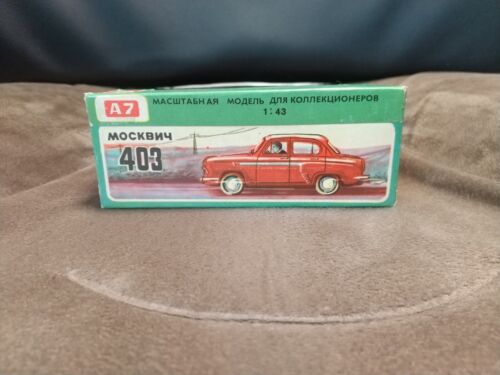 А7
МАСШТАБНАЯ МОДЕЛЬ ДЛЯ КОЛЛЕКЦИОНЕРОВ
1:43
МОСКВИЧ
403